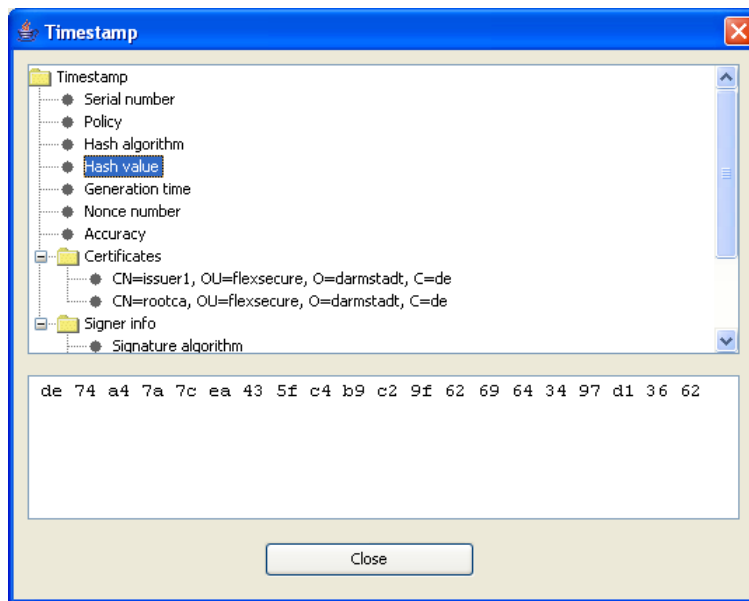 Timestamp
Timestamp
Serial number
Policy
Hash algorithm
Hash value
Generation time
Nonce number
Accuracy
Certificates
CN=issuer1, OU=flexsecure, O=darmstadt, C=de
CN=rootca, OU=flexsecure, O=darmstadt, C=de
Signer info
Signature algorithm
de 74 a4 7a 7c ea 43 5f c4 b9 c2 9f 62 69 64 34 97 d1 36 62
Close